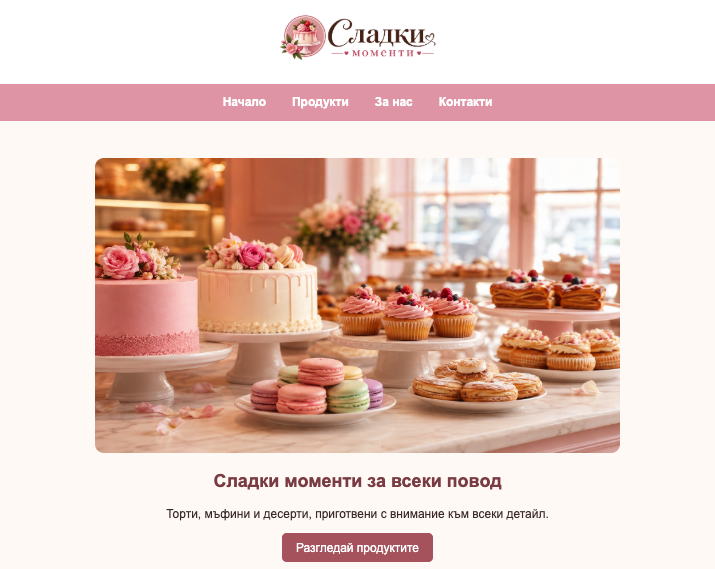 Сладки
моменти
Начало Продукти За нас Контакти
Сладки моменти за всеки повод
Торти, мъфини и десерти, приготвени с внимание към всеки детайл.
Разгледай продуктите